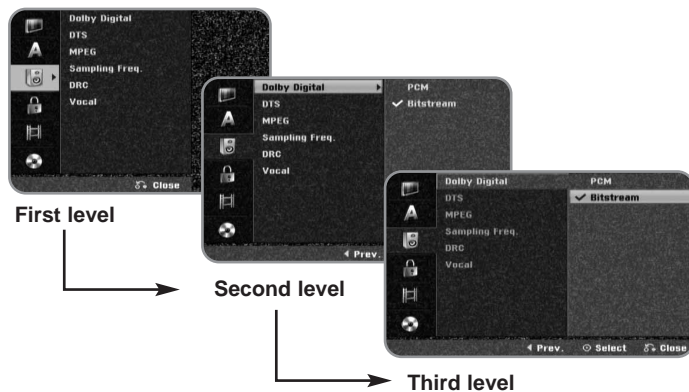 Dolby Digital
DTS
MPEG
Sampling Freq.
DRC
Vocal
Close
First level
Dolby Digital
DTS
MPEG
Sampling Freq.
DRC
Vocal
PCM
Bitstream
Prev.
Second level
Dolby Digital
DTS
MPEG
Sampling Freq.
DRC
Vocal
PCM
Bitstream
Prev.
Select
Close
Third level